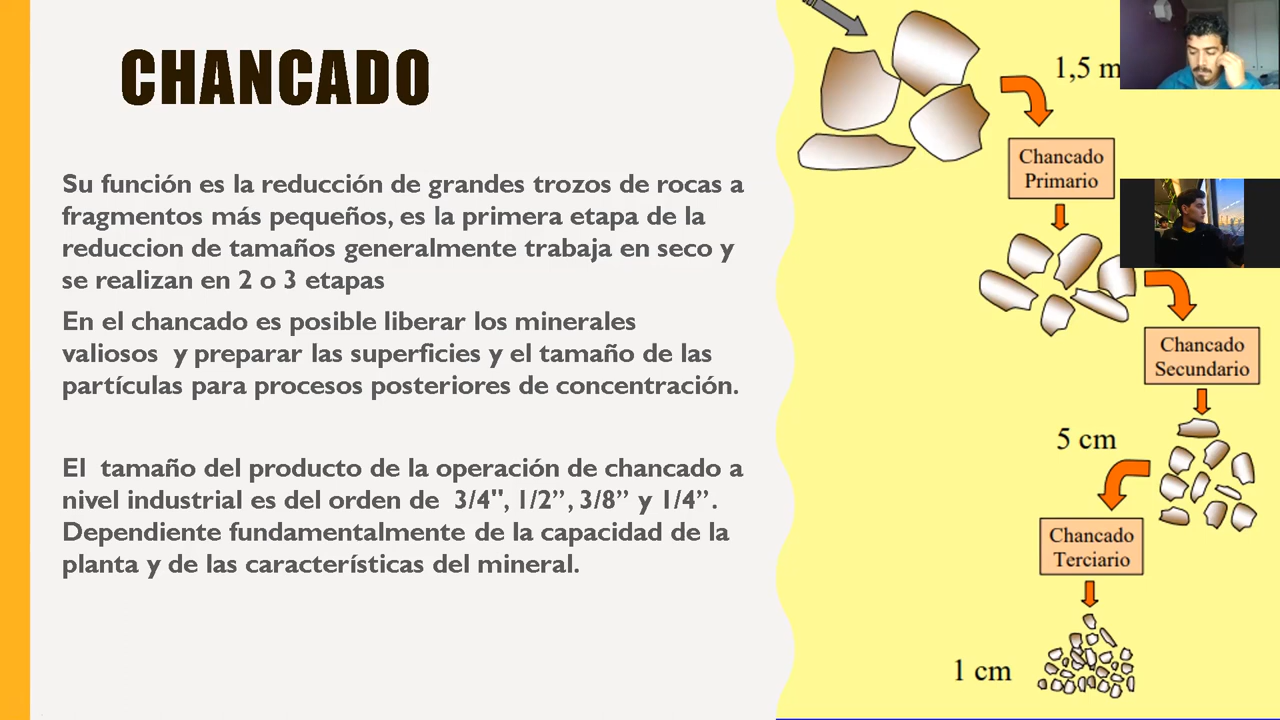 CHANCADO
Su función es la reducción de grandes trozos de rocas a
fragmentos más pequeños, es la primera etapa de la
reduccion de tamaños generalmente trabaja en seco y
se realizan en 2 o 3 etapas
En el chancado es posible liberar los minerales
valiosos y preparar las superficies y el tamaño de las
partículas para procesos posteriores de concentración.
El tamaño del producto de la operación de chancado a
nivel industrial es del orden de 3/4", 1/2”, 3/8” y 1/4”.
Dependiente fundamentalmente de la capacidad de la
planta y de las características del mineral.
1,5 m
Chancado
Primario
Chancado
Secundario
5 cm
Chancado
Terciario
1 cm